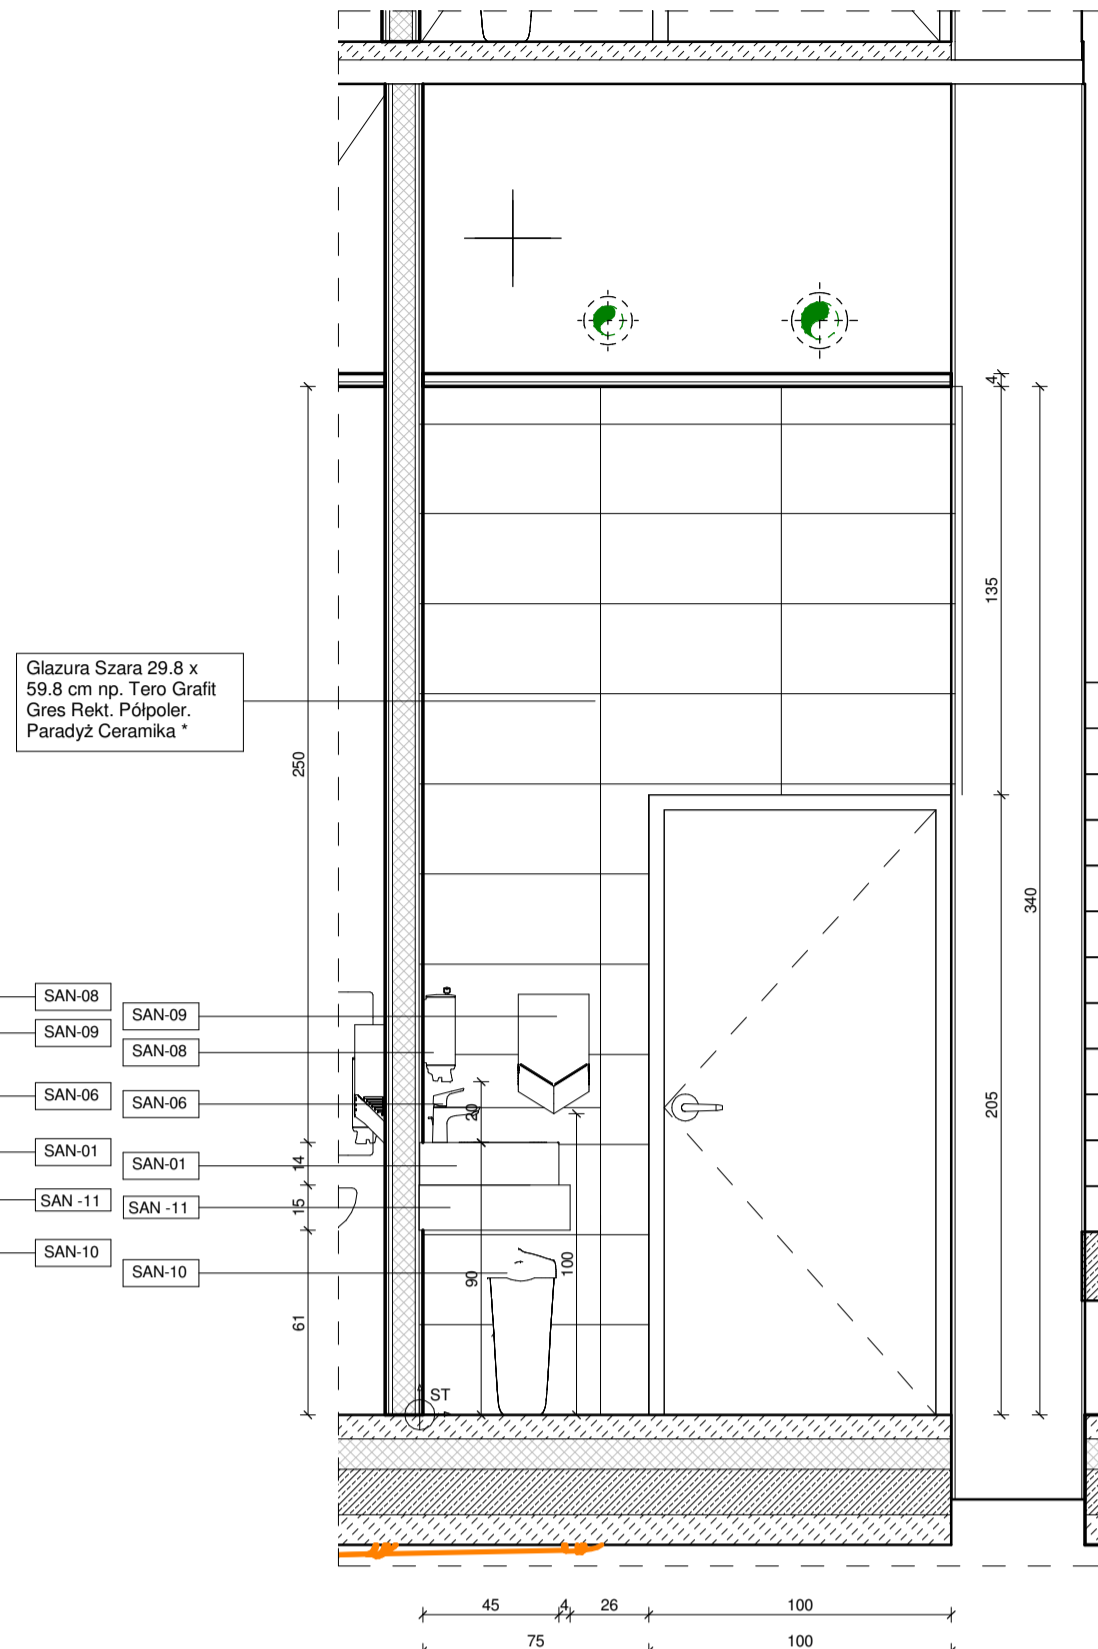 4
135
Glazura Szara 29.8 x
59.8 cm np. Tero Grafit
Gres Rekt. Półpoler.
Paradyż Ceramika *
250
340
SAN-08
SAN-09
SAN-09
SAN-08
SAN-06
SAN-06
20
205
SAN-01
SAN-01
14
SAN -11
SAN -11
15
SAN-10
SAN-10
90
100
61
ST
45
4
26
100
75
100